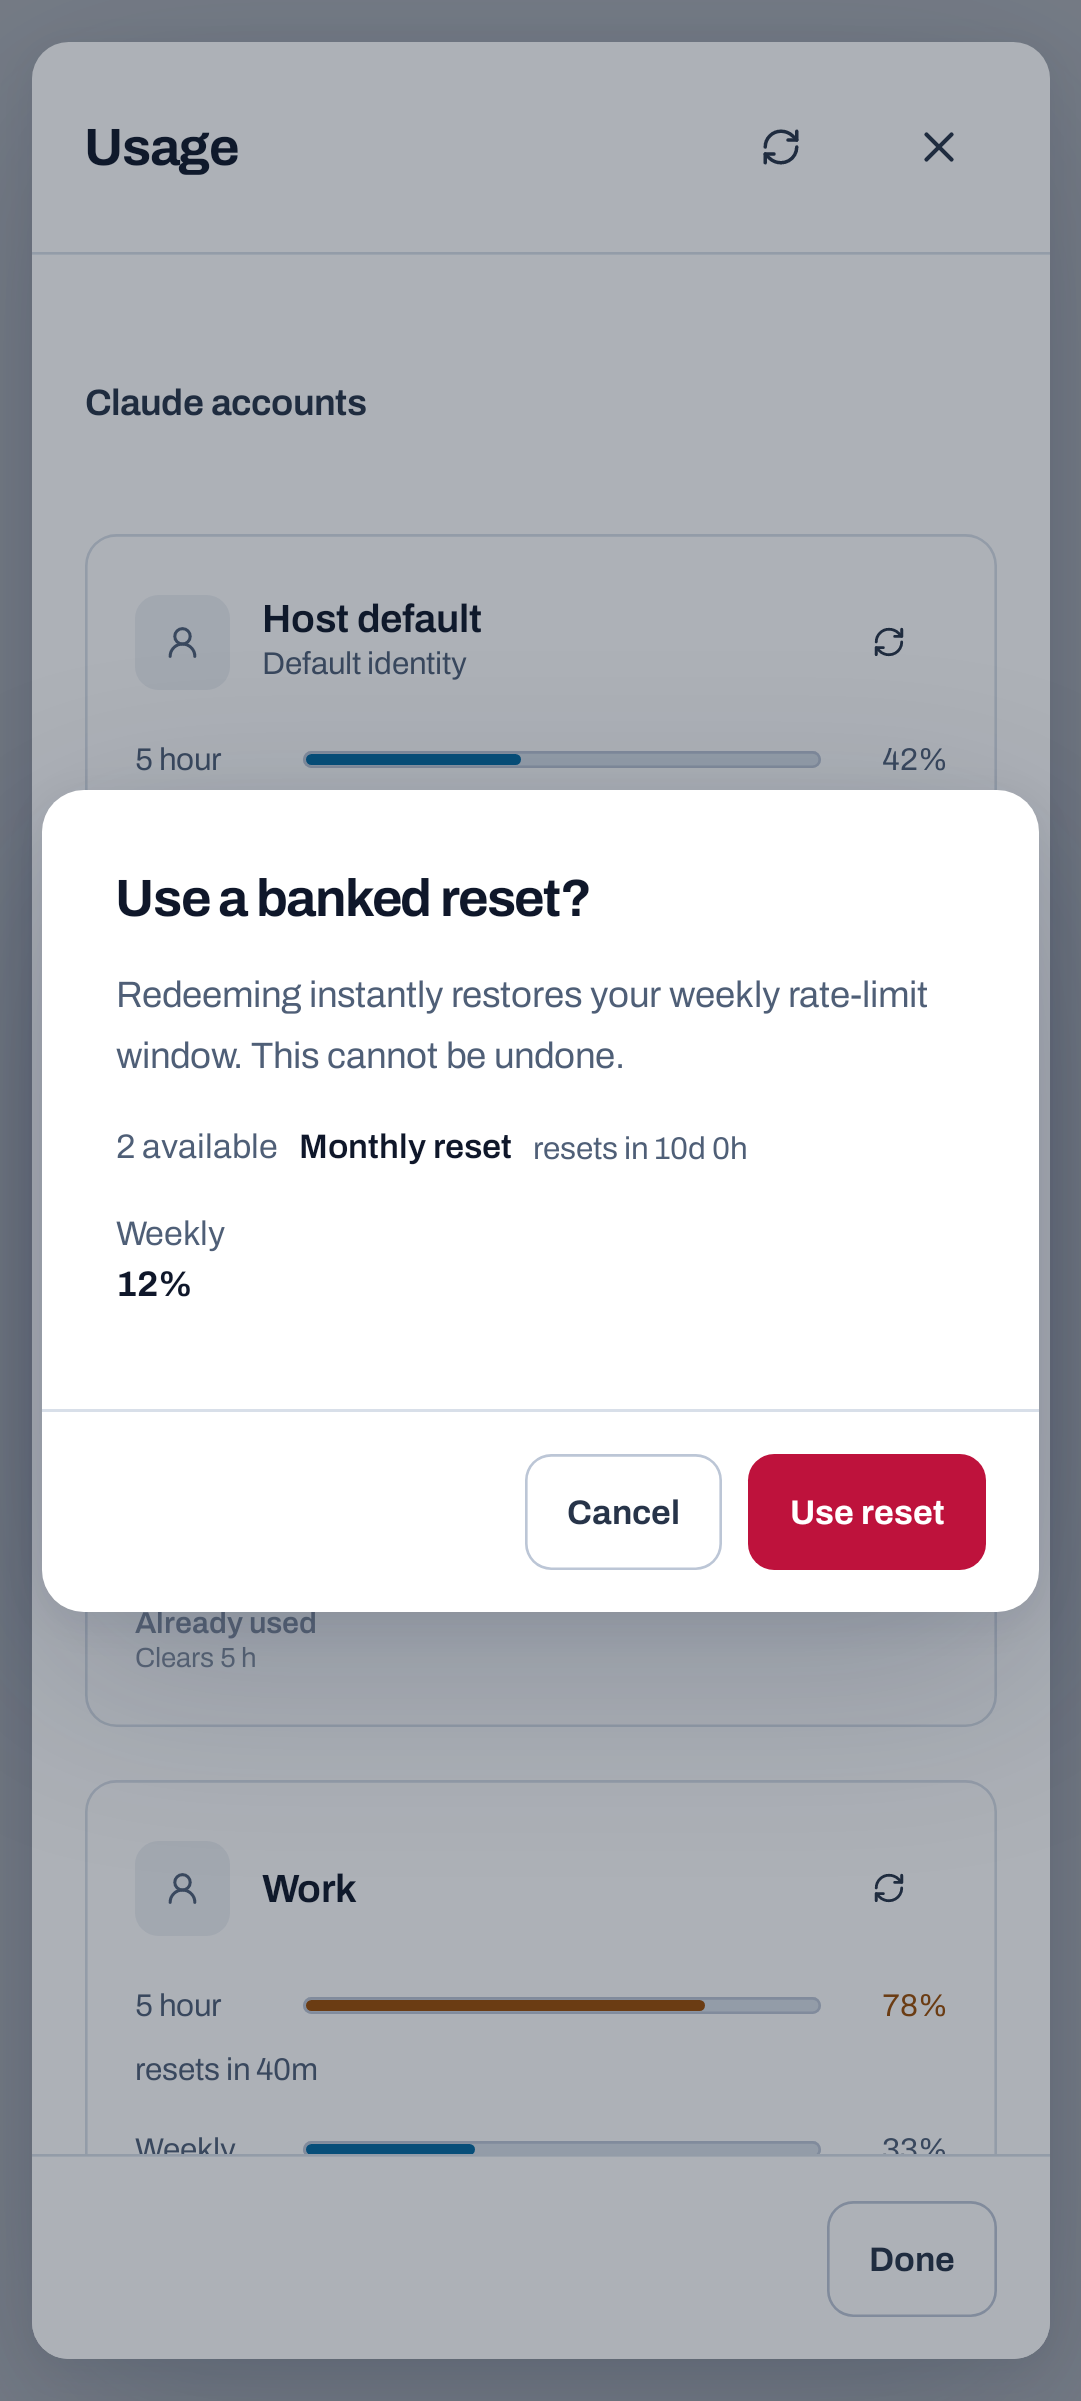 Usage
Claude accounts
Host default
Default identity
5 hour 42%
Use a banked reset?
Redeeming instantly restores your weekly rate-limit
window. This cannot be undone.
2 available Monthly reset resets in 10d 0h
Weekly
12%
Cancel Use reset
Already used
Clears 5 h
Work
5 hour 78%
resets in 40m
Weekly 33%
Done